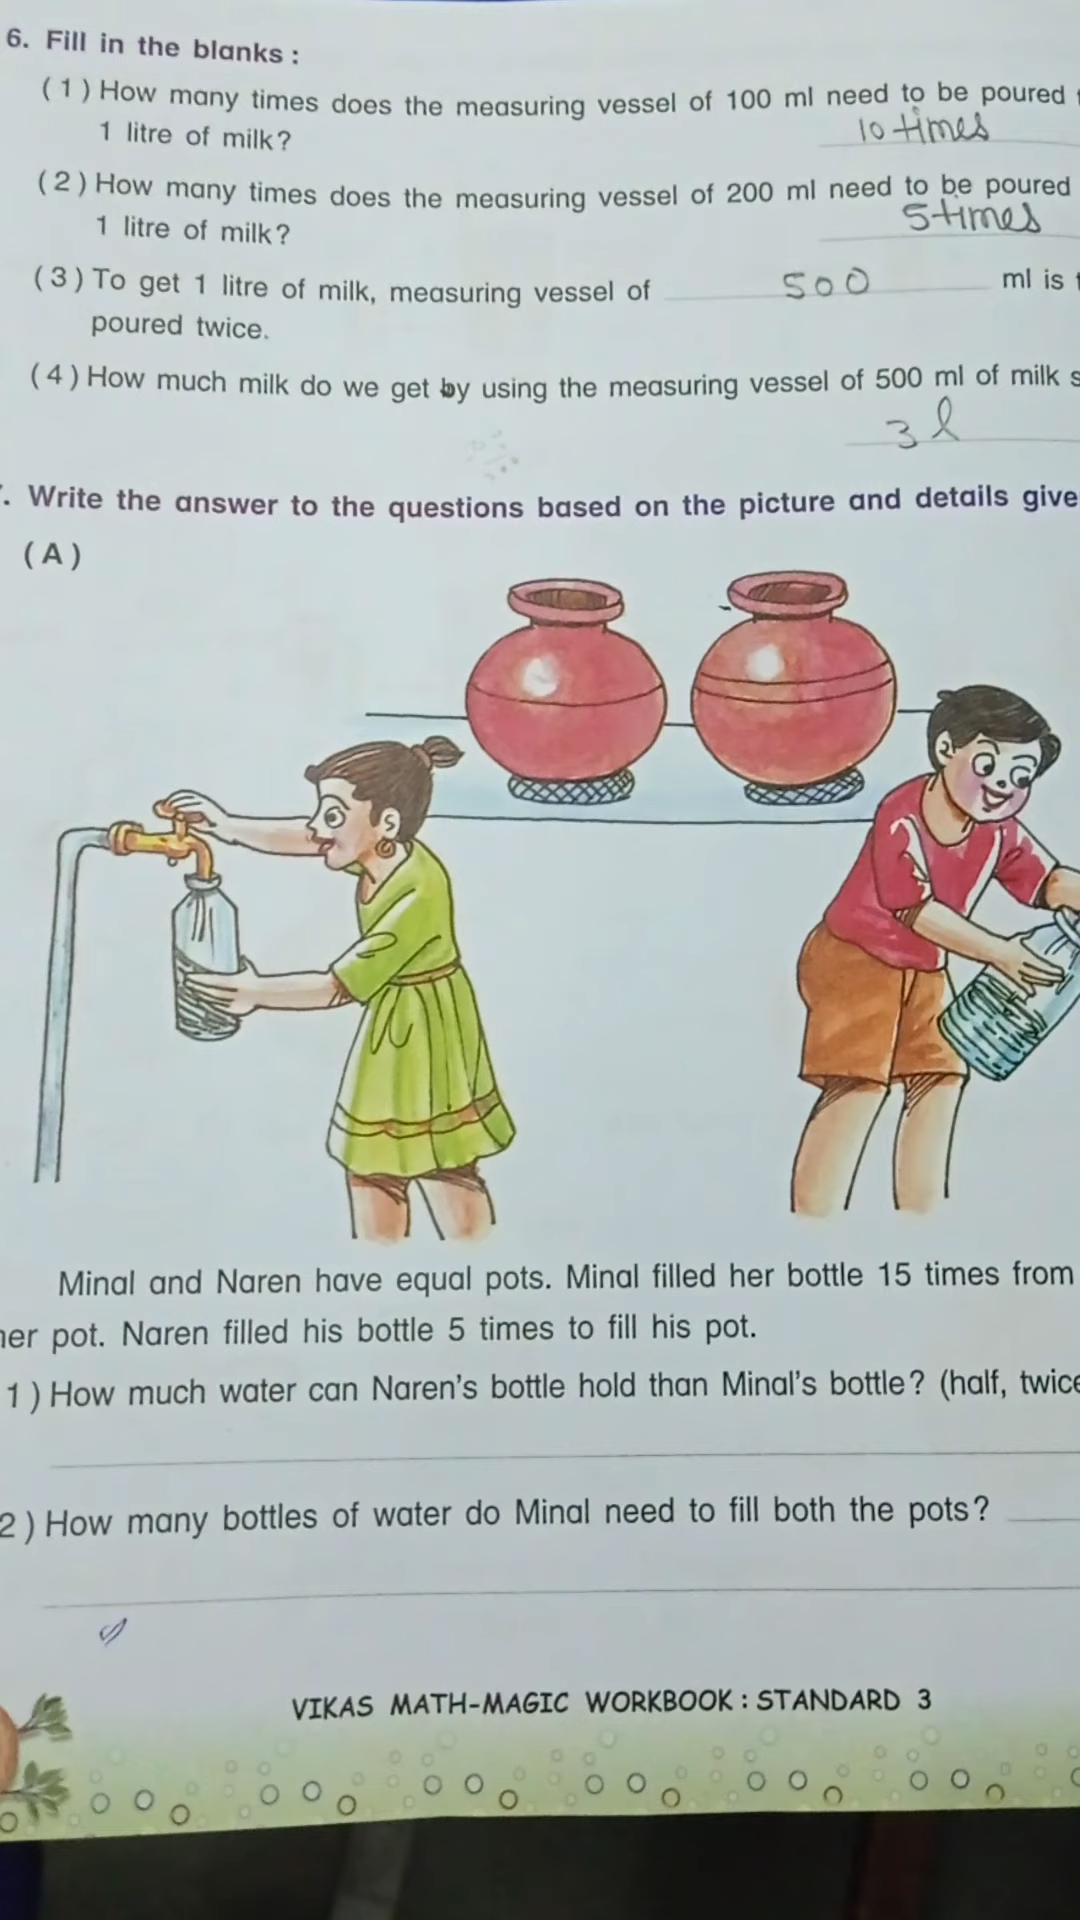 6. Fill in the blanks :
(1) How many times does the measuring vessel of 100 ml need to be poured
1 litre of milk?
10 times
(2) How many times does the measuring vessel of 200 ml need to be poured
1 litre of milk?
5 times
(3) To get 1 litre of milk, measuring vessel of 500 ml is
poured twice.
(4) How much milk do we get by using the measuring vessel of 500 ml of milk
3 l
. Write the answer to the questions based on the picture and details give
(A)
Minal and Naren have equal pots. Minal filled her bottle 15 times from
her pot. Naren filled his bottle 5 times to fill his pot.
1) How much water can Naren's bottle hold than Minal's bottle? (half, twice
2) How many bottles of water do Minal need to fill both the pots?
VIKAS MATH-MAGIC WORKBOOK : STANDARD 3